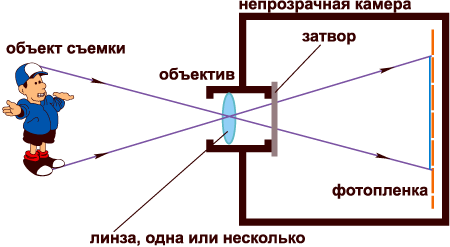 непрозрачная камера
объект съемки
затвор
объектив
фотопленка
линза, одна или несколько